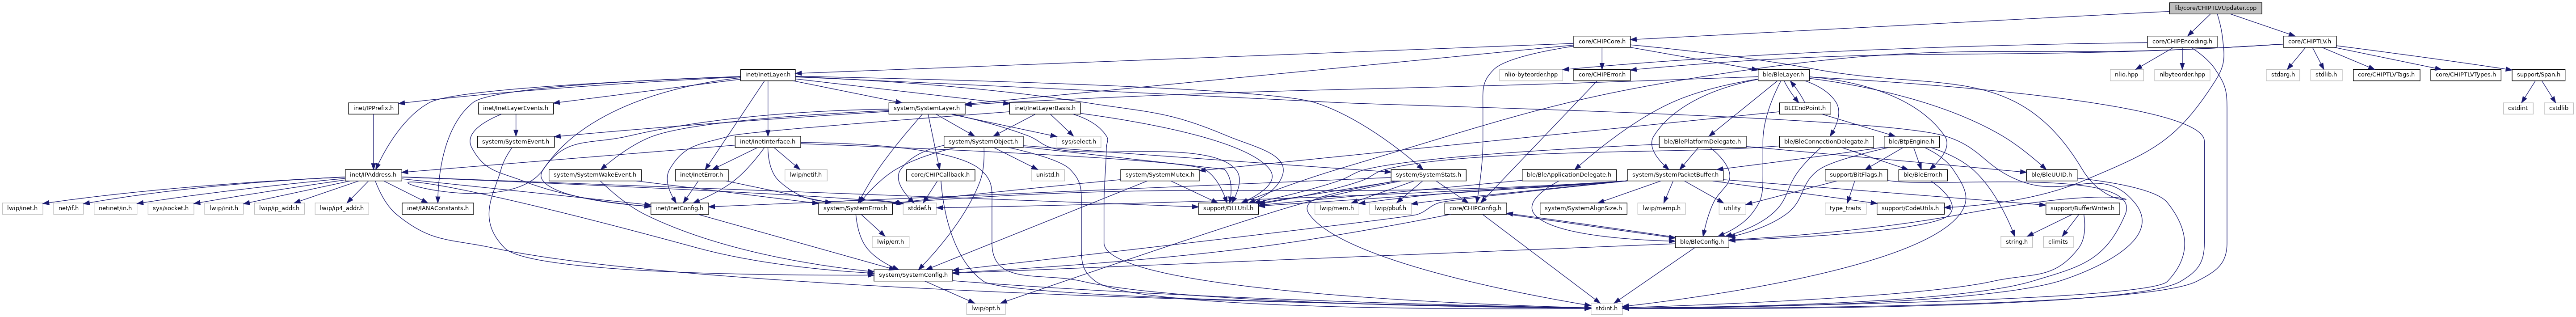 lib/core/CHIPTLVUpdater.cpp
core/CHIPCore.h
core/CHIPEncoding.h
core/CHIPTLV.h
inet/InetLayer.h
nlio-byteorder.hpp
core/CHIPError.h
ble/BleLayer.h
nlio.hpp
nlbyteorder.hpp
stdarg.h
stdlib.h
core/CHIPTLVTags.h
core/CHIPTLVTypes.h
support/Span.h
inet/IPPrefix.h
inet/InetLayerEvents.h
system/SystemLayer.h
inet/InetLayerBasis.h
BLEEndPoint.h
cstdint
cstdlib
system/SystemEvent.h
inet/InetInterface.h
system/SystemObject.h
sys/select.h
ble/BlePlatformDelegate.h
ble/BleConnectionDelegate.h
ble/BtpEngine.h
inet/IPAddress.h
system/SystemWakeEvent.h
inet/InetError.h
lwip/netif.h
core/CHIPCallback.h
unistd.h
system/SystemMutex.h
system/SystemStats.h
ble/BleApplicationDelegate.h
system/SystemPacketBuffer.h
support/BitFlags.h
ble/BleError.h
ble/BleUUID.h
lwip/inet.h
net/if.h
netinet/in.h
sys/socket.h
lwip/init.h
lwip/ip_addr.h
lwip/ip4_addr.h
inet/IANAConstants.h
inet/InetConfig.h
system/SystemError.h
stddef.h
support/DLLUtil.h
lwip/mem.h
lwip/pbuf.h
core/CHIPConfig.h
system/SystemAlignSize.h
lwip/memp.h
utility
type_traits
support/CodeUtils.h
support/BufferWriter.h
lwip/err.h
ble/BleConfig.h
string.h
climits
system/SystemConfig.h
lwip/opt.h
stdint.h